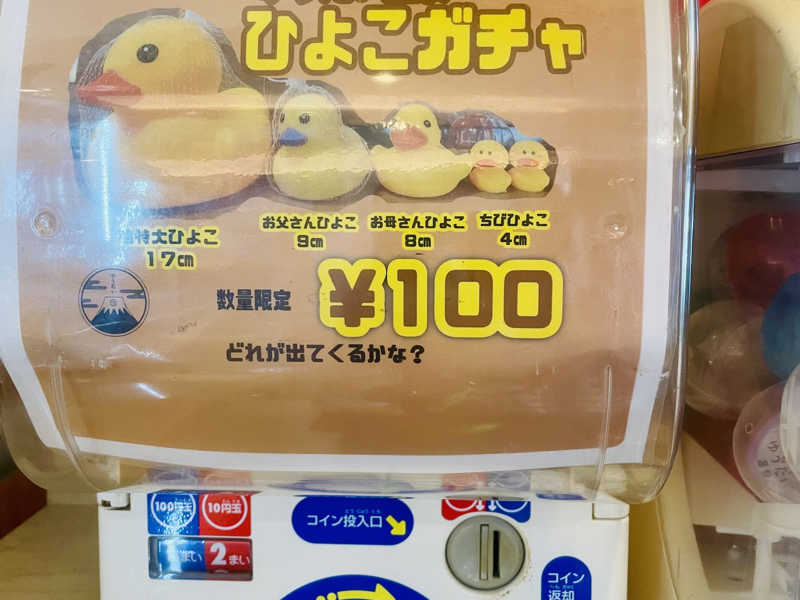 ひよこガチャ
特大ひよこ
17㎝
お父さんひよこ
9㎝
お母さんひよこ
8㎝
ちびひよこ
4㎝
数量限定
¥100
どれが出てくるかな?
100円玉
10円玉
まい
2まい
コイン投入口
コイン
返却